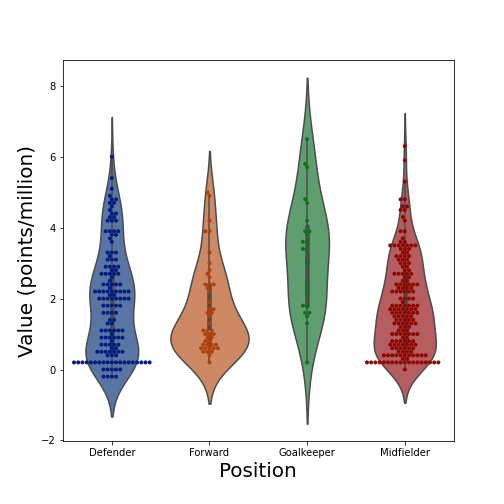 8
6
4
2
0
−2
Value (points/million)
Defender Forward Goalkeeper Midfielder
Position